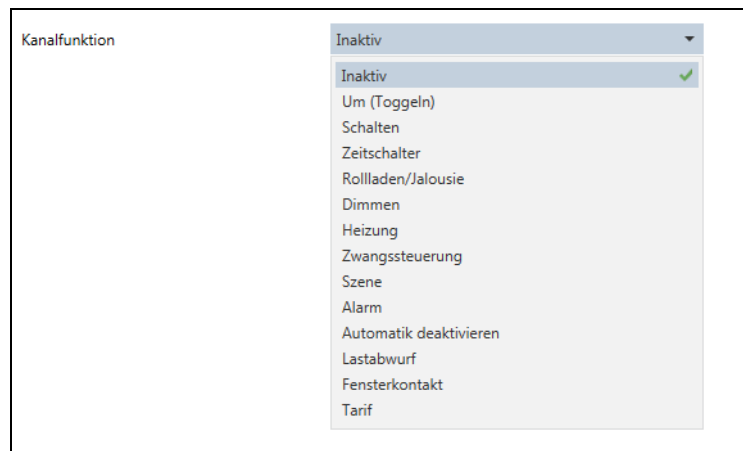 Kanalfunktion Inaktiv
Inaktiv
Um (Toggeln)
Schalten
Zeitschalter
Rollladen/Jalousie
Dimmen
Heizung
Zwangssteuerung
Szene
Alarm
Automatik deaktivieren
Lastabwurf
Fensterkontakt
Tarif